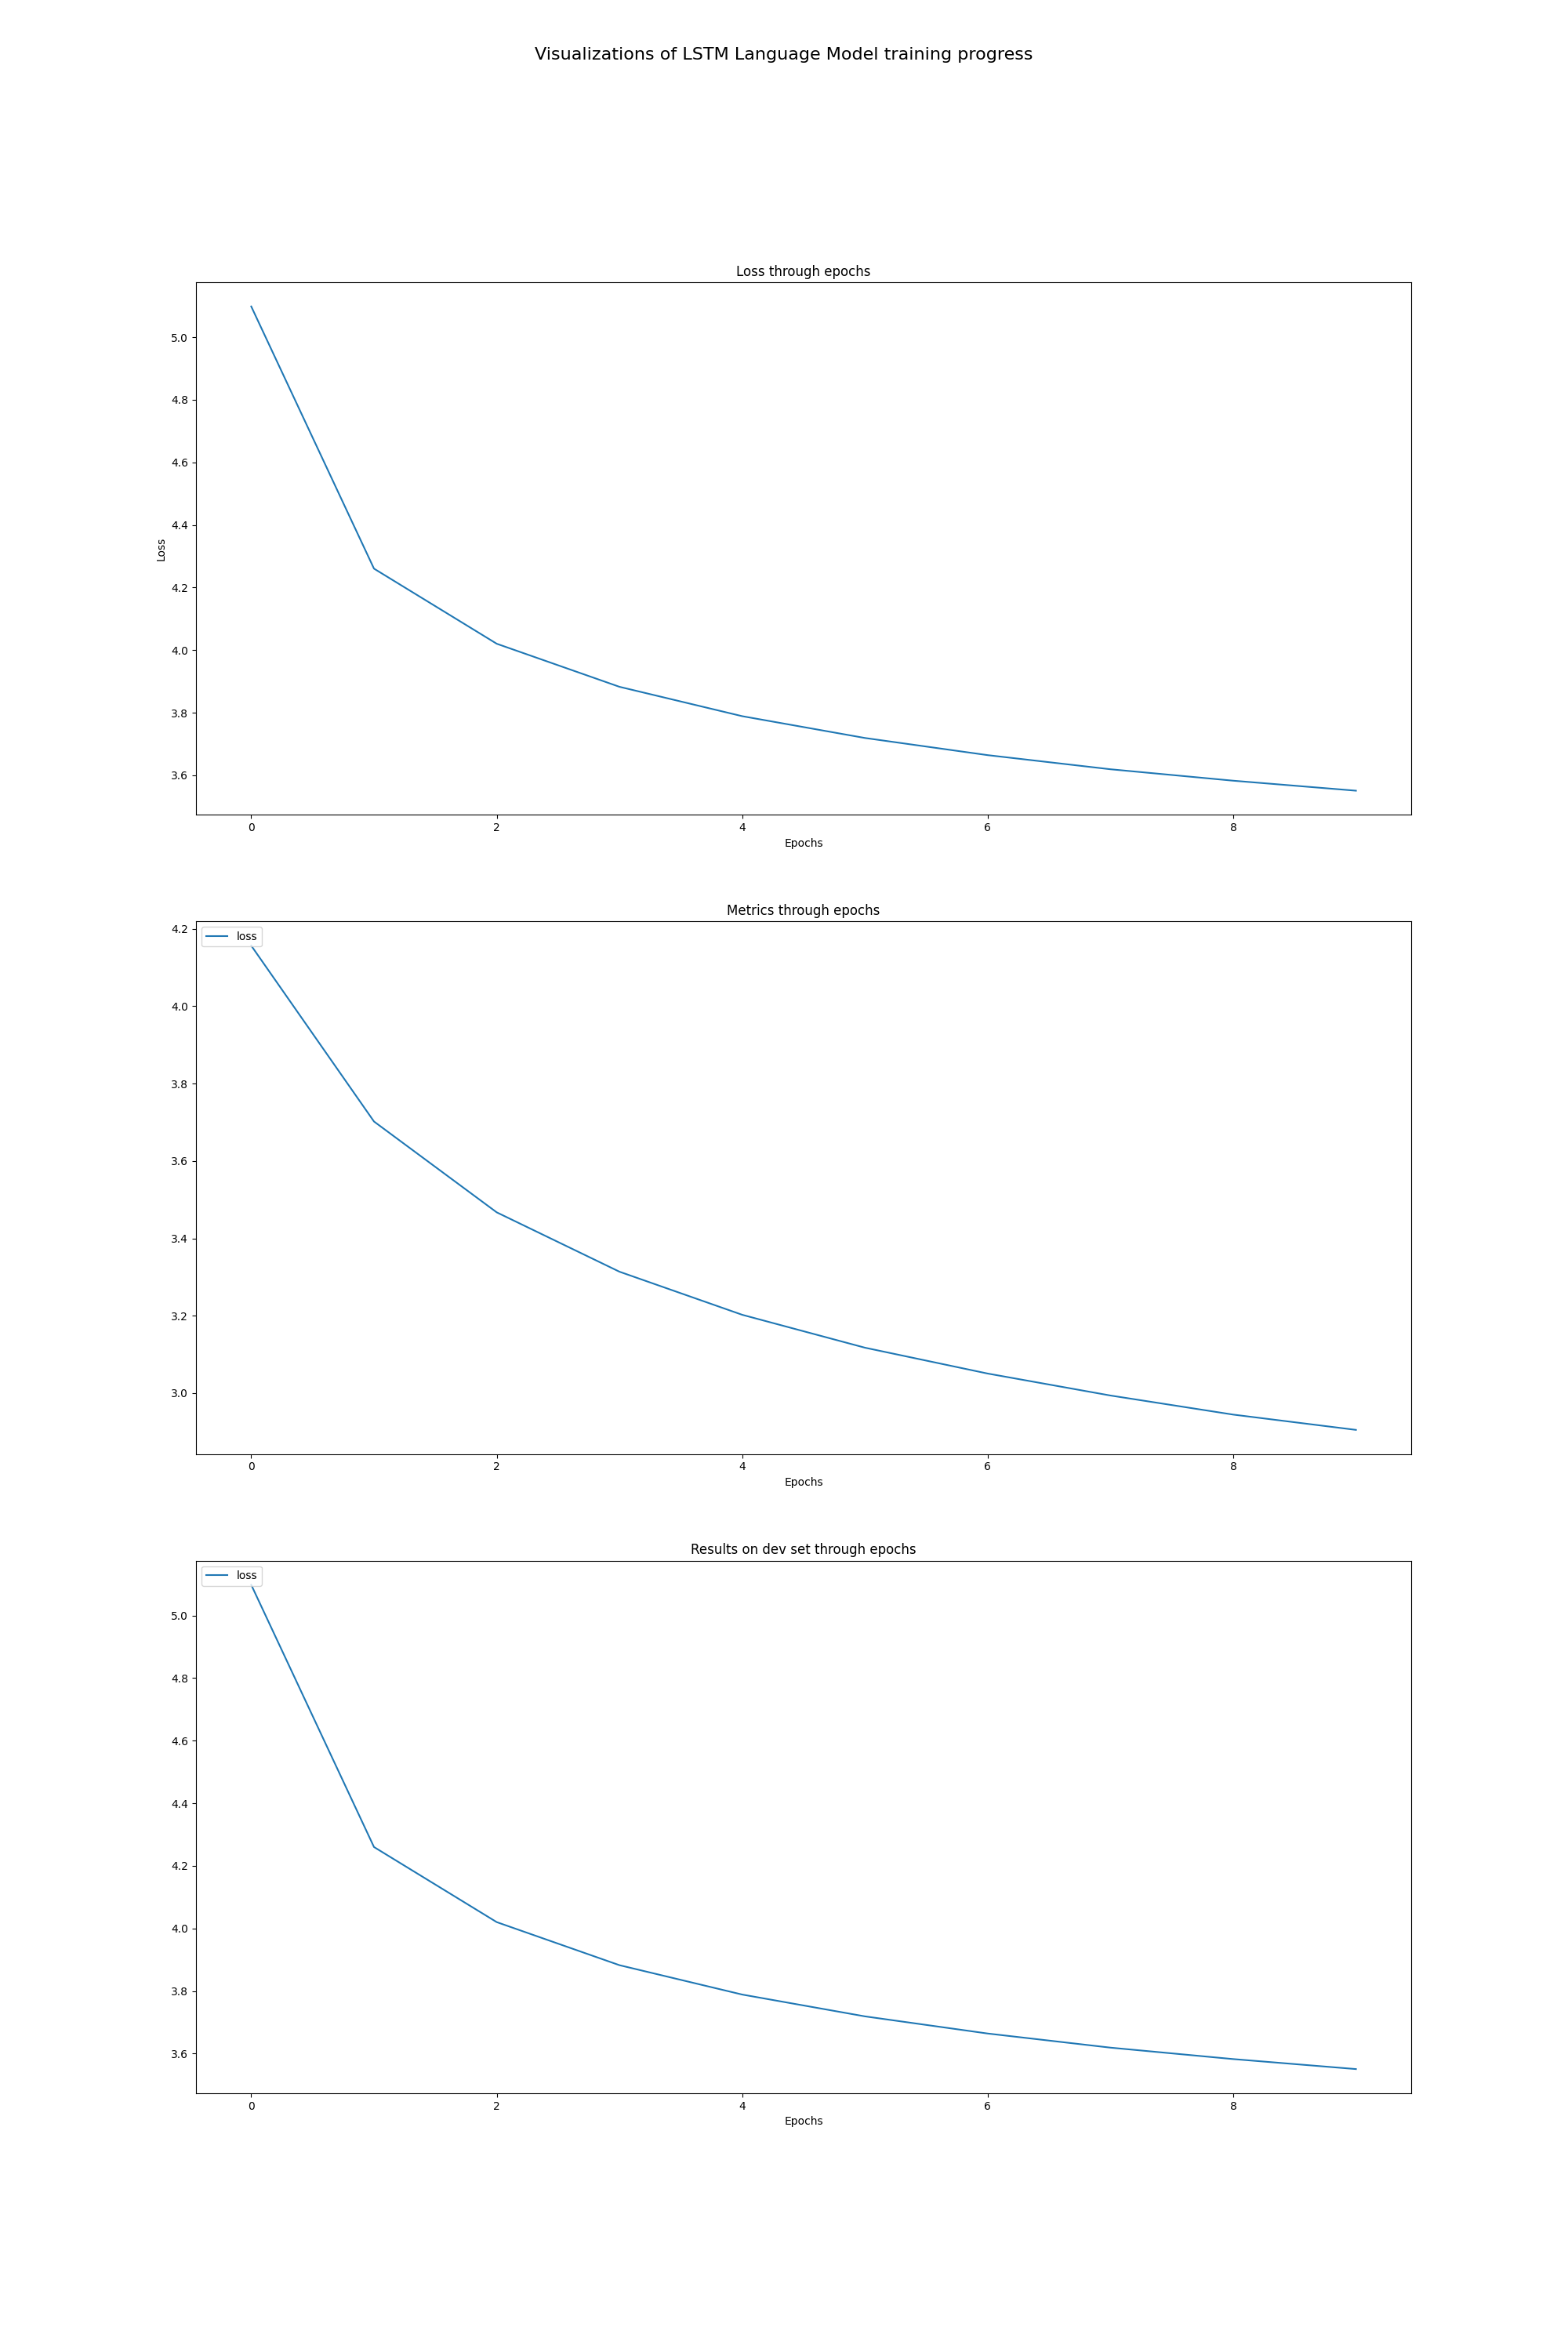 Visualizations of LSTM Language Model training progress
Loss through epochs
5.0
4.8
4.6
4.4
4.2
4.0
3.8
3.6
Loss
0 2 4 6 8
Epochs
Metrics through epochs
loss
4.2
4.0
3.8
3.6
3.4
3.2
3.0
0 2 4 6 8
Epochs
Results on dev set through epochs
loss
5.0
4.8
4.6
4.4
4.2
4.0
3.8
3.6
0 2 4 6 8
Epochs